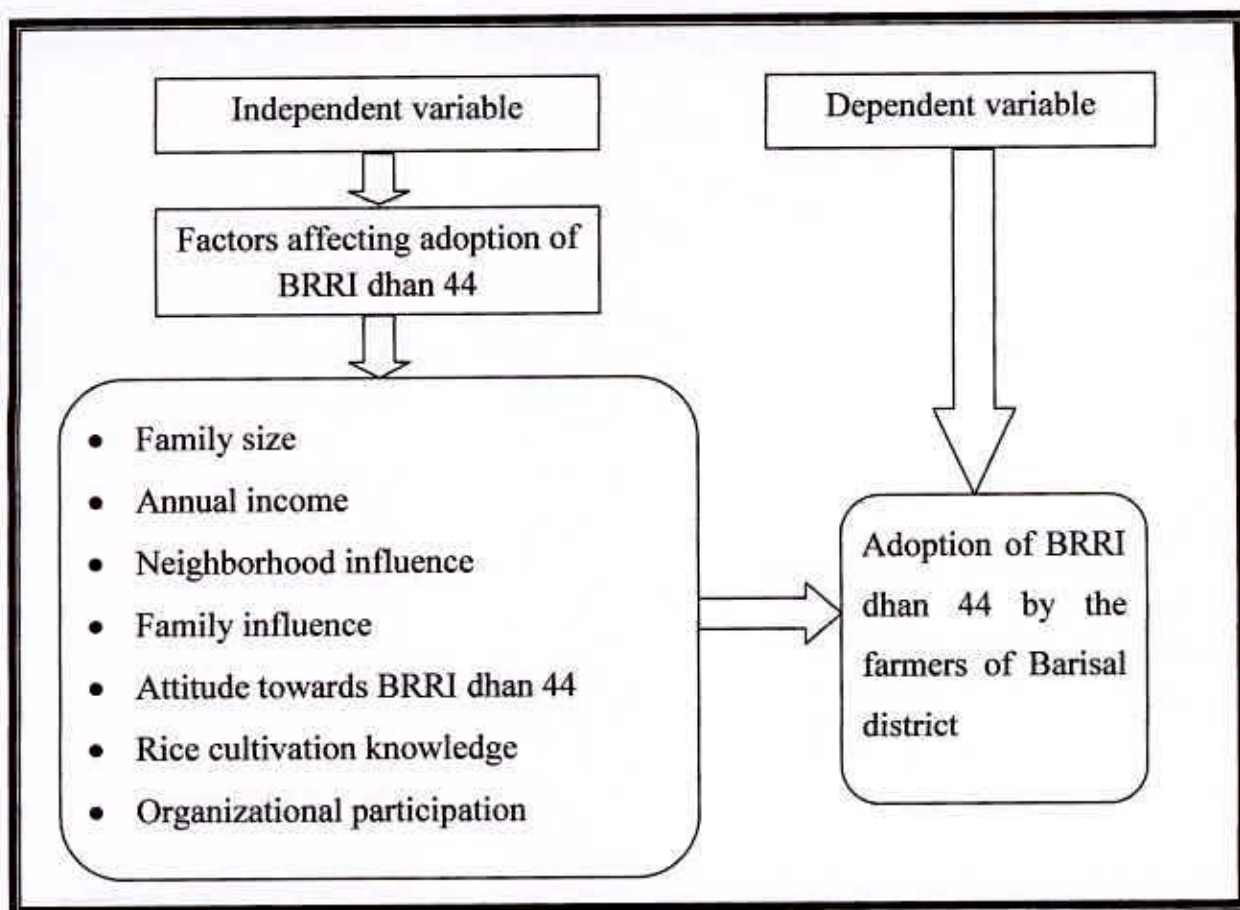 Independent variable
Dependent variable
Factors affecting adoption of
BRRI dhan 44
• Family size
• Annual income
• Neighborhood influence
• Family influence
• Attitude towards BRRI dhan 44
• Rice cultivation knowledge
• Organizational participation
Adoption of BRRI
dhan 44 by the
farmers of Barisal
district